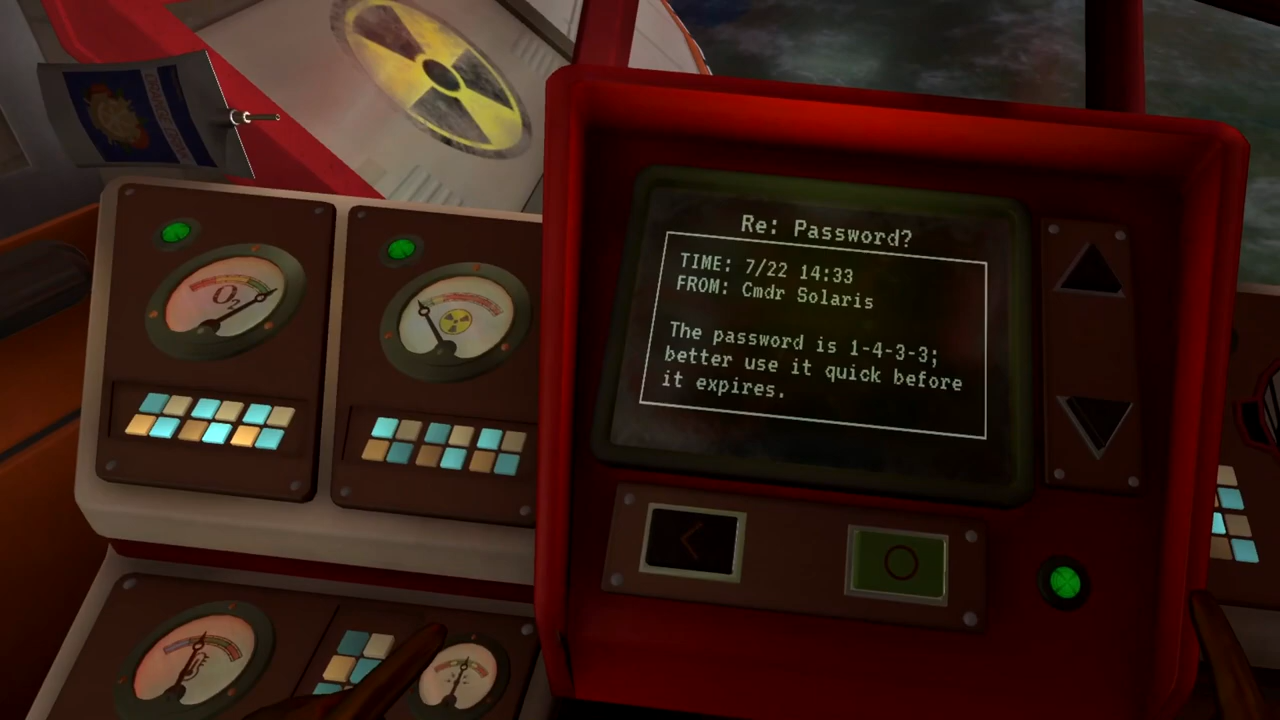 O2
Re: Password?
TIME: 7/22 14:33
FROM: Cmdr Solaris
The password is 1-4-3-3;
better use it quick before
it expires.